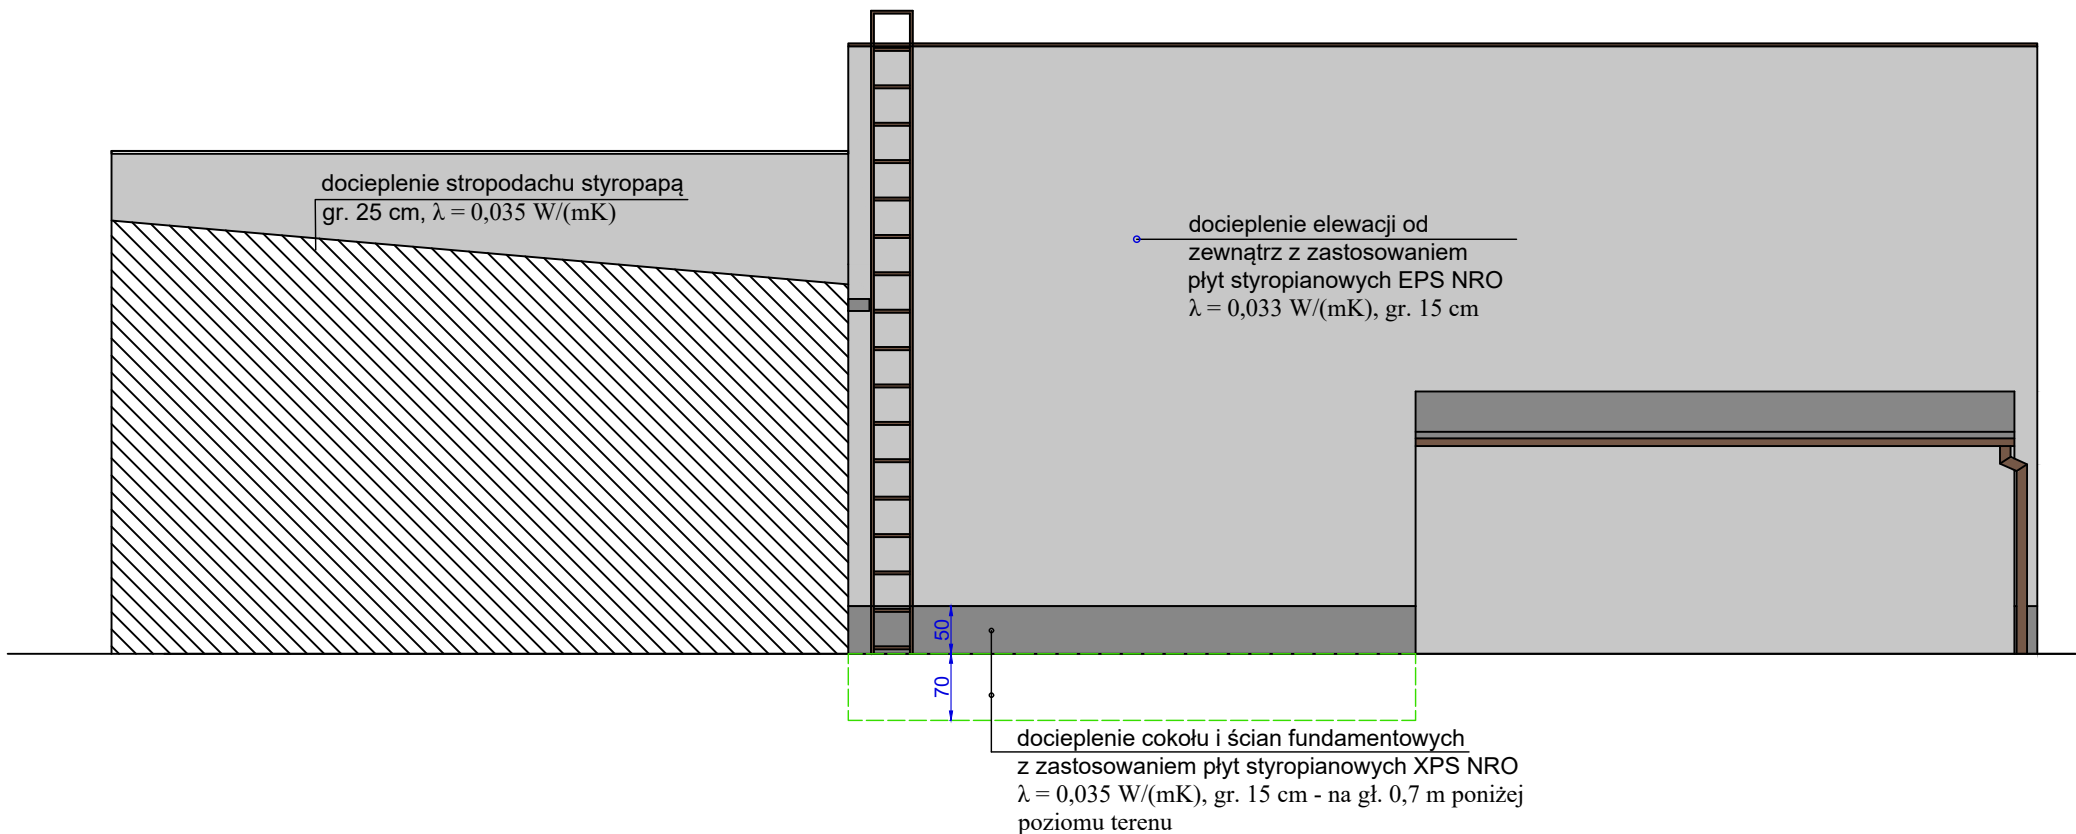 docieplenie stropodachu styropapą
gr. 25 cm, λ = 0,035 W/(mK)
docieplenie elewacji od
zewnątrz z zastosowaniem
płyt styropianowych EPS NRO
λ = 0,033 W/(mK), gr. 15 cm
50
70
docieplenie cokołu i ścian fundamentowych
z zastosowaniem płyt styropianowych XPS NRO
λ = 0,035 W/(mK), gr. 15 cm - na gł. 0,7 m poniżej
poziomu terenu